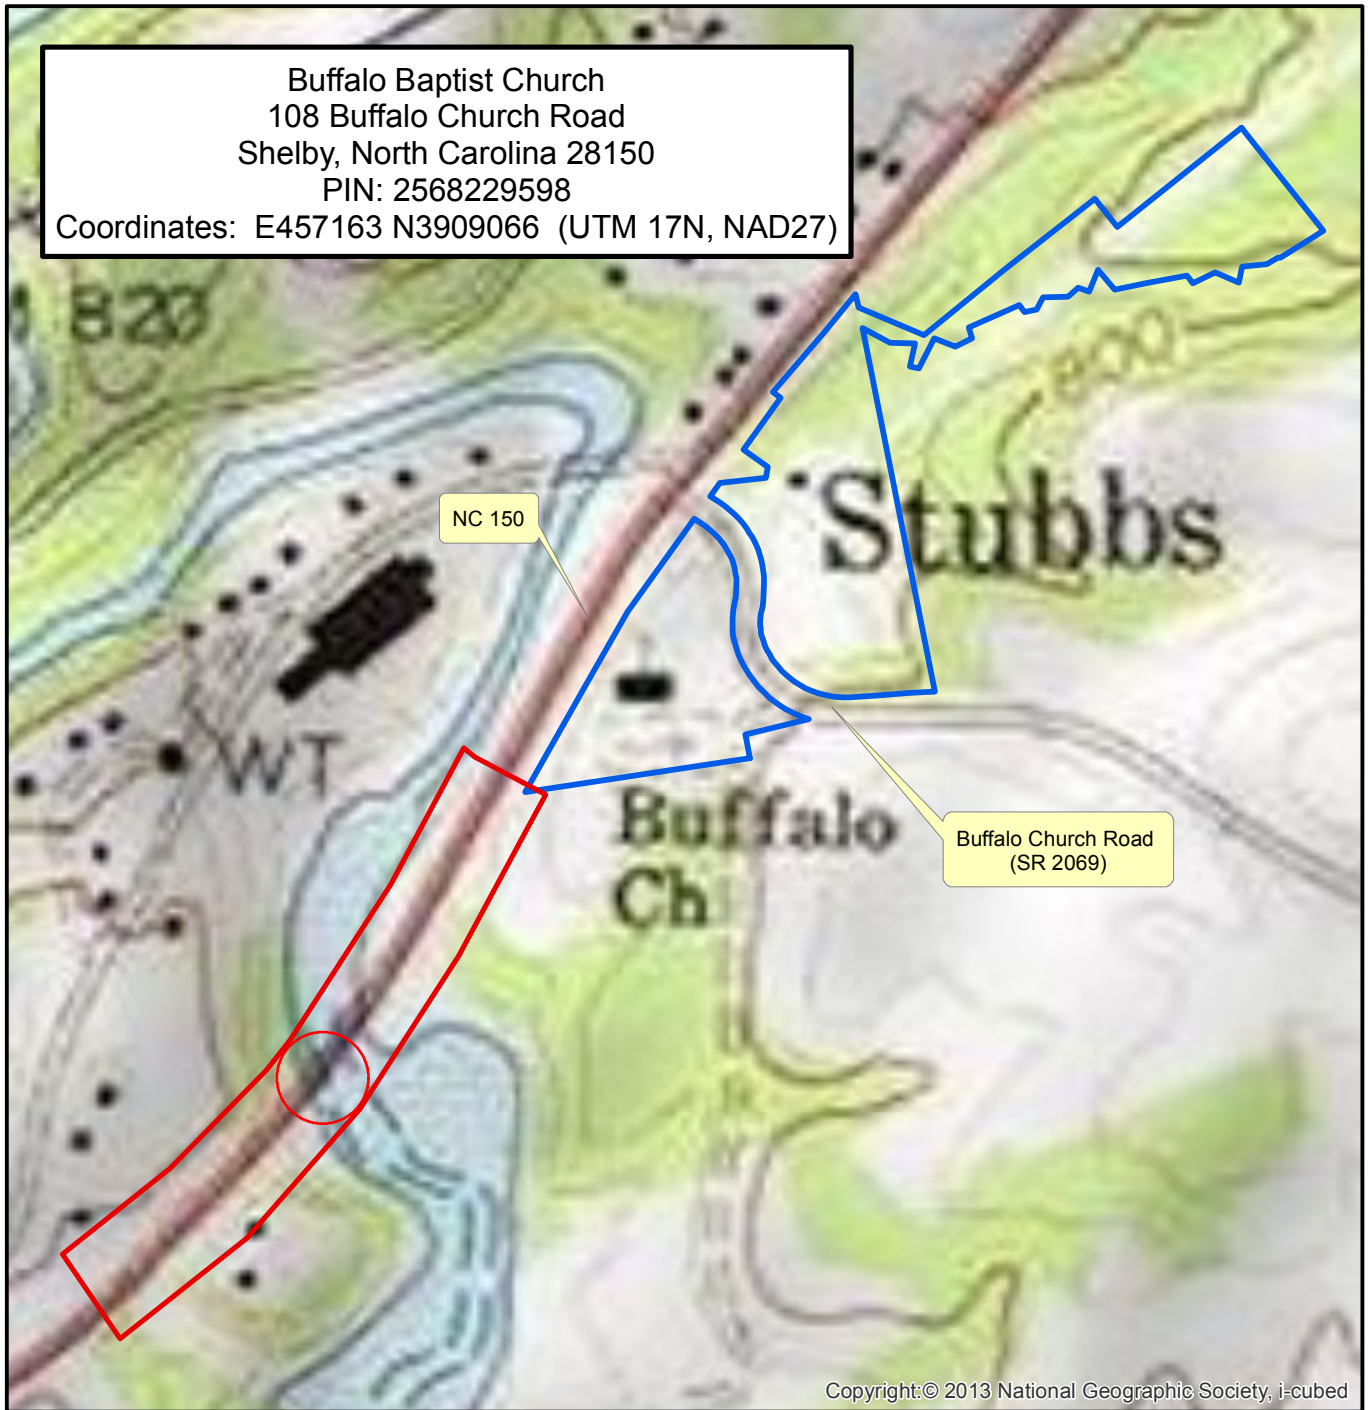 Buffalo Baptist Church
108 Buffalo Church Road
Shelby, North Carolina 28150
PIN: 2568229598
Coordinates:  E457163 N3909066  (UTM 17N, NAD27)
823
800
Stubbs
NC 150
WT
Buffalo
Ch
Buffalo Church Road
(SR 2069)
Copyright:© 2013 National Geographic Society, i-cubed